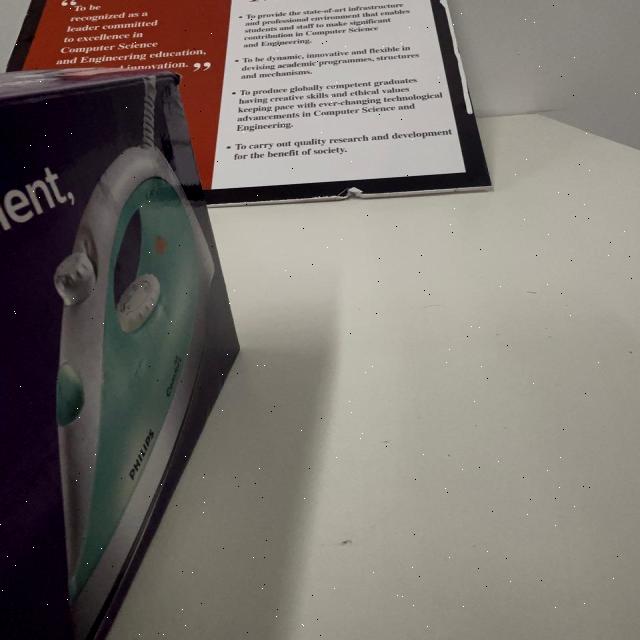 “To be
recognized as a
leader committed
to excellence in
Computer Science
and Engineering education,
innovation. ”
• To provide the state-of-art infrastructure
and professional environment that enables
students and staff to make significant
contribution in Computer Science
and Engineering.
• To be dynamic, innovative and flexible in
devising academic programmes, structures
and mechanisms.
• To produce globally competent graduates
having creative skills and ethical values
keeping pace with ever-changing technological
advancements in Computer Science and
Engineering.
• To carry out quality research and development
for the benefit of society.
ent,
PHILIPS